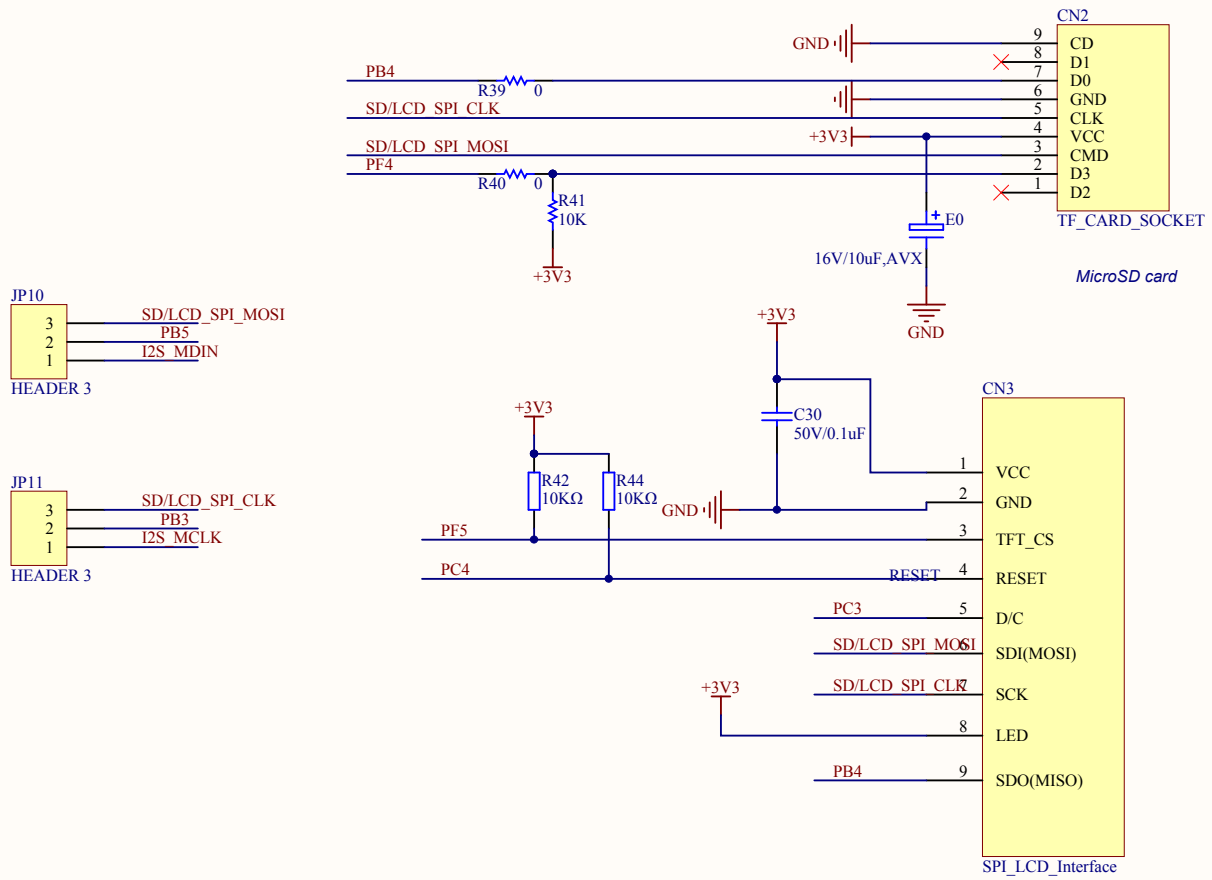 CN2
GND
9
CD
8
D1
PB4
7
D0
R39
0
6
GND
SD/LCD_SPI_CLK
5
CLK
+3V3
4
VCC
SD/LCD_SPI_MOSI
3
CMD
PF4
2
D3
R40
0
1
D2
R41
10K
+3V3
E0
16V/10uF,AVX
GND
TF_CARD_SOCKET
MicroSD card
JP10
3
SD/LCD_SPI_MOSI
2
PB5
1
I2S_MDIN
HEADER 3
JP11
3
SD/LCD_SPI_CLK
2
PB3
1
I2S_MCLK
HEADER 3
+3V3
C30
50V/0.1uF
+3V3
R42
10KΩ
R44
10KΩ
GND
CN3
1
VCC
2
GND
PF5
3
TFT_CS
PC4
RESET
4
RESET
PC3
5
D/C
SD/LCD_SPI_MOSI
6
SDI(MOSI)
SD/LCD_SPI_CLK
7
SCK
+3V3
8
LED
PB4
9
SDO(MISO)
SPI_LCD_Interface